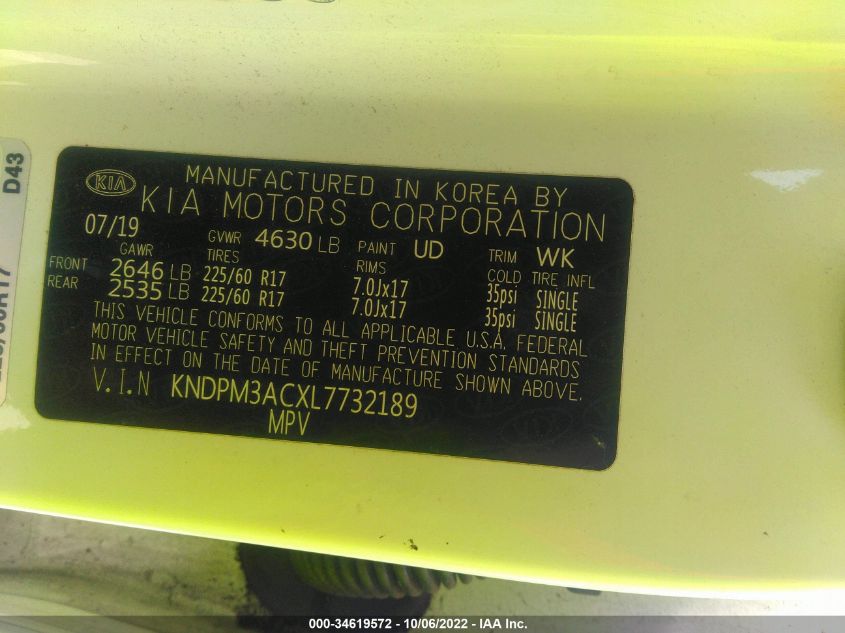 D43
KIA
MANUFACTURED IN KOREA BY
KIA MOTORS CORPORATION
07/19 GVWR 4630 LB PAINT UD TRIM WK
GAWR TIRES RIMS COLD TIRE INFL
FRONT 2646 LB 225/60 R17 7.0Jx17 35psi SINGLE
REAR 2535 LB 225/60 R17 7.0Jx17 35psi SINGLE
THIS VEHICLE CONFORMS TO ALL APPLICABLE U.S.A. FEDERAL
MOTOR VEHICLE SAFETY AND THEFT PREVENTION STANDARDS
IN EFFECT ON THE DATE OF MANUFACTURE SHOWN ABOVE.
V.I.N KNDPM3ACXL7732189
MPV
000-34619572 - 10/06/2022 - IAA Inc.